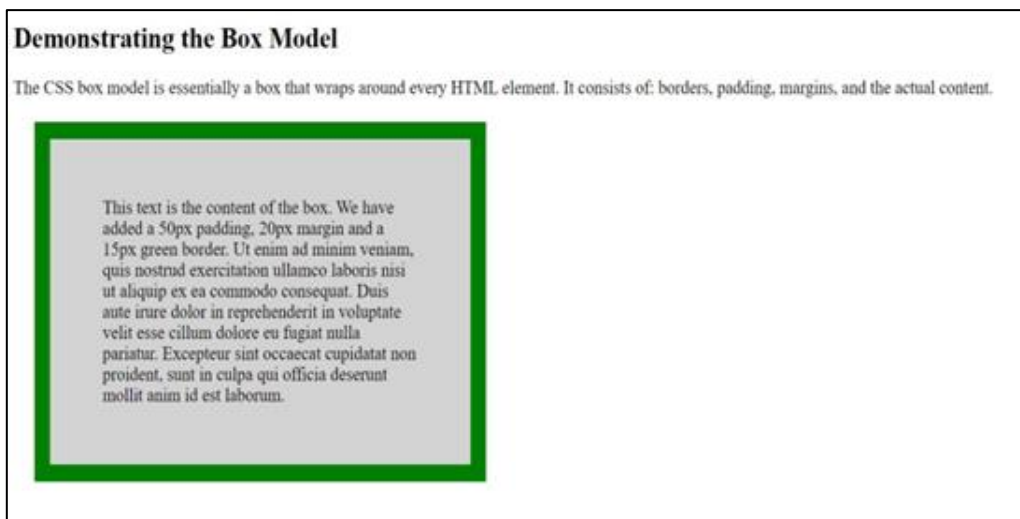 Demonstrating the Box Model
The CSS box model is essentially a box that wraps around every HTML element. It consists of: borders, padding, margins, and the actual content.
This text is the content of the box. We have
added a 50px padding, 20px margin and a
15px green border. Ut enim ad minim veniam,
quis nostrud exercitation ullamco laboris nisi
ut aliquip ex ea commodo consequat. Duis
aute irure dolor in reprehenderit in voluptate
velit esse cillum dolore eu fugiat nulla
pariatur. Excepteur sint occaecat cupidatat non
proident, sunt in culpa qui officia deserunt
mollit anim id est laborum.